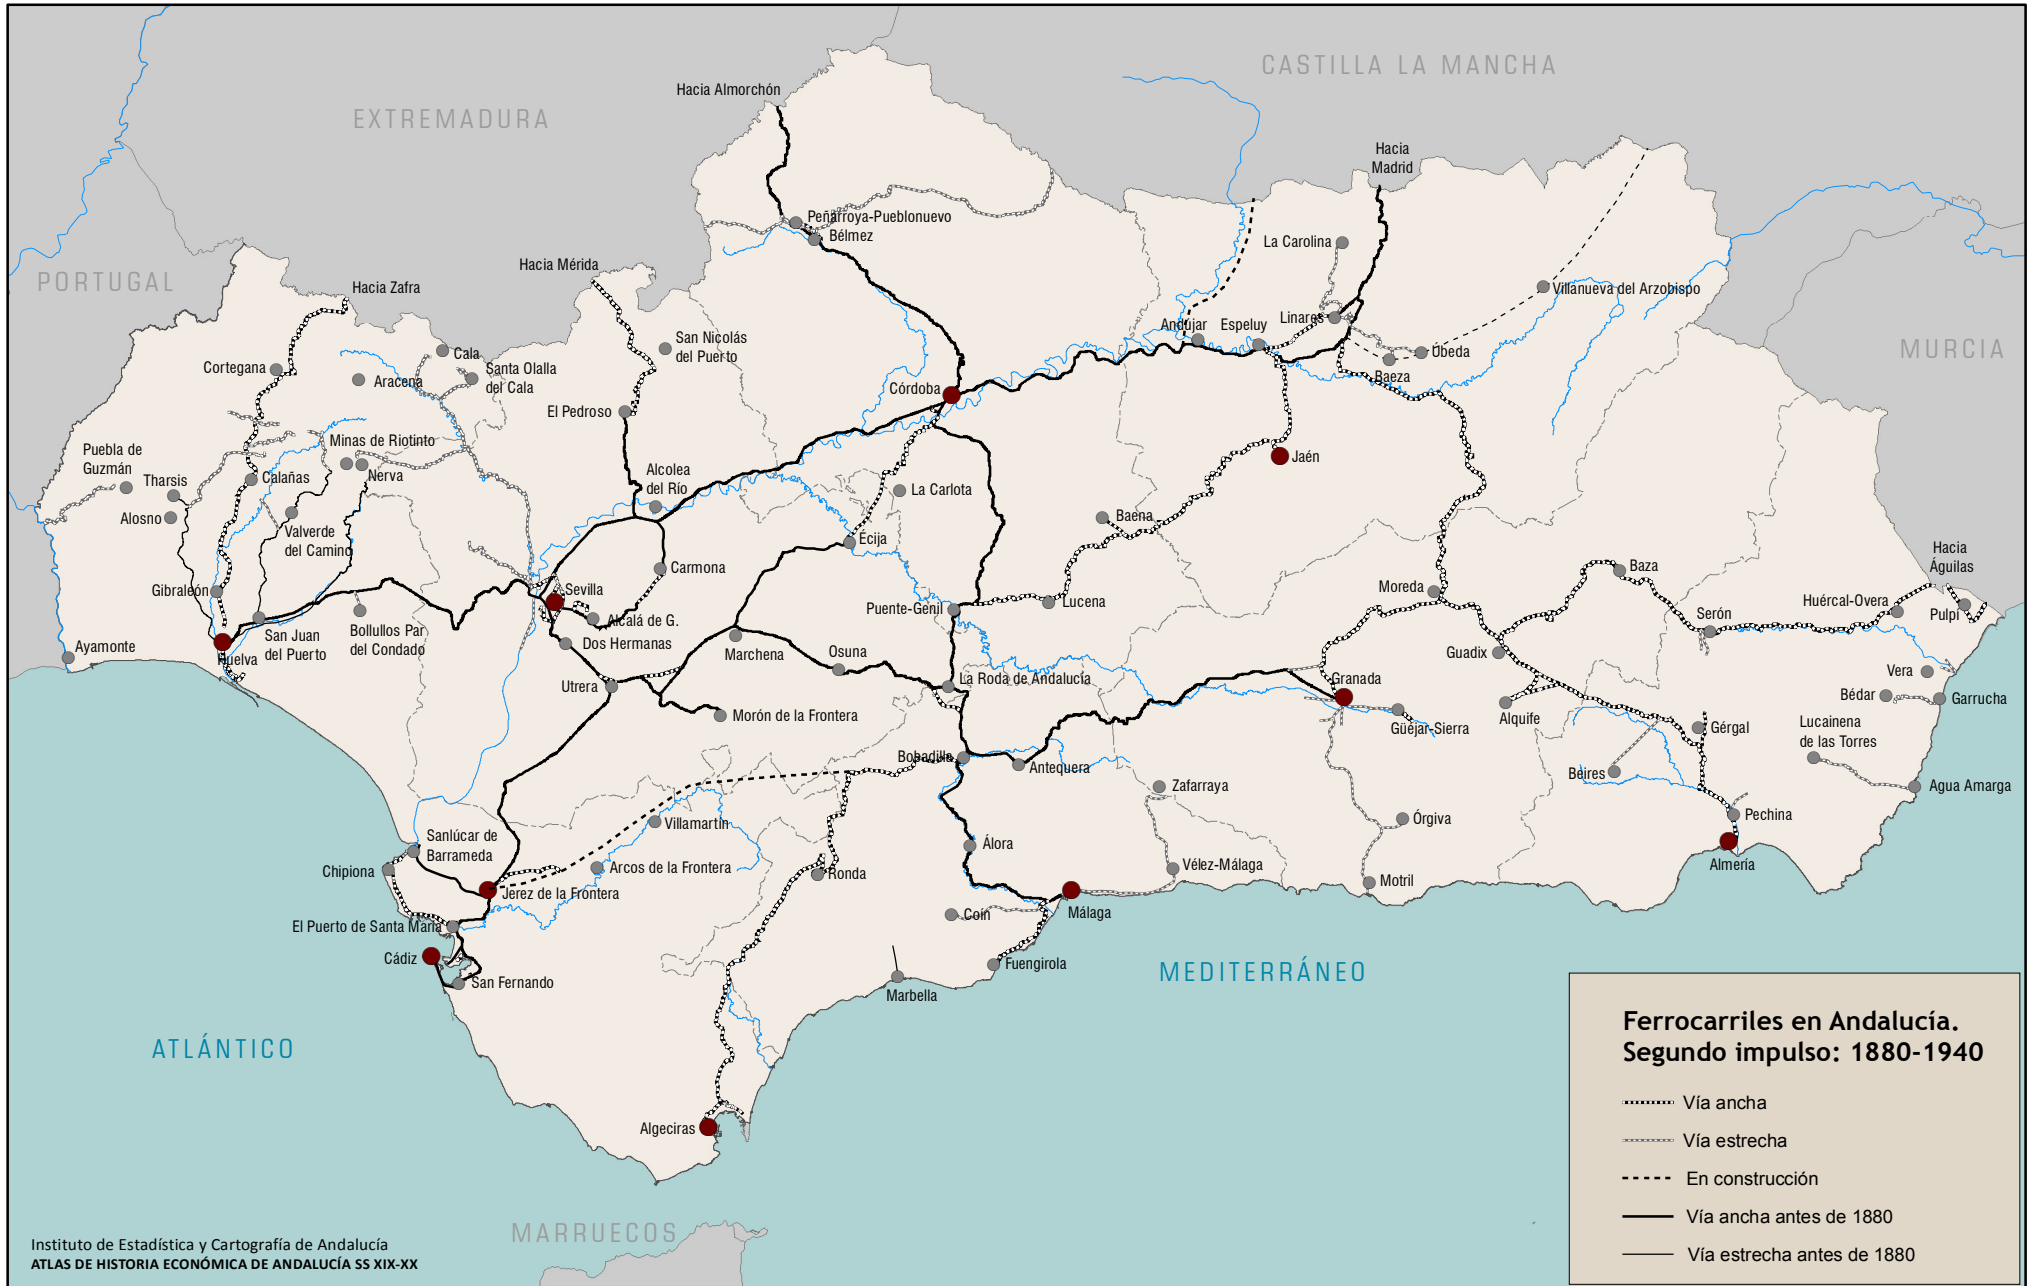 CASTILLA LA MANCHA
Hacia Almorchón
EXTREMADURA
Hacia
Madrid
Peñarroya-Pueblonuevo
Bélmez
La Carolina
Hacia Mérida
PORTUGAL
Hacia Zafra
Villanueva del Arzobispo
Linares
Andújar
Espeluy
San Nicolás
del Puerto
MURCIA
Cala
Úbeda
Cortegana
Aracena
Santa Olalla
del Cala
Baeza
Córdoba
El Pedroso
Puebla de
Guzmán
Minas de Riotinto
Jaén
Tharsis
Calañas
Nerva
Alcolea
del Río
La Carlota
Alosno
Valverde
del Camino
Baena
Écija
Hacia
Águilas
Carmona
Baza
Gibraleón
Sevilla
Moreda
Puente-Genil
Lucena
Huércal-Overa
Pulpí
Serón
San Juan
del Puerto
Bollullos Par
del Condado
Alcalá de G.
Dos Hermanas
Ayamonte
Huelva
Marchena
Osuna
Guadix
Vera
Utrera
La Roda de Andalucía
Granada
Bédar
Garrucha
Morón de la Frontera
Güéjar-Sierra
Alquife
Gérgal
Lucainena
de las Torres
Bobadilla
Antequera
Beires
Zafarraya
Agua Amarga
Villamartín
Órgiva
Pechina
Sanlúcar de
Barrameda
Álora
Chipiona
Arcos de la Frontera
Ronda
Vélez-Málaga
Almería
Motril
Jerez de la Frontera
Coín
Málaga
El Puerto de Santa María
Cádiz
San Fernando
Fuengirola
MEDITERRÁNEO
Marbella
ATLÁNTICO
Algeciras
Ferrocarriles en Andalucía.
Segundo impulso: 1880-1940
Vía ancha
Vía estrecha
En construcción
Vía ancha antes de 1880
Vía estrecha antes de 1880
MARRUECOS
Instituto de Estadística y Cartografía de Andalucía
ATLAS DE HISTORIA ECONÓMICA DE ANDALUCÍA SS XIX-XX